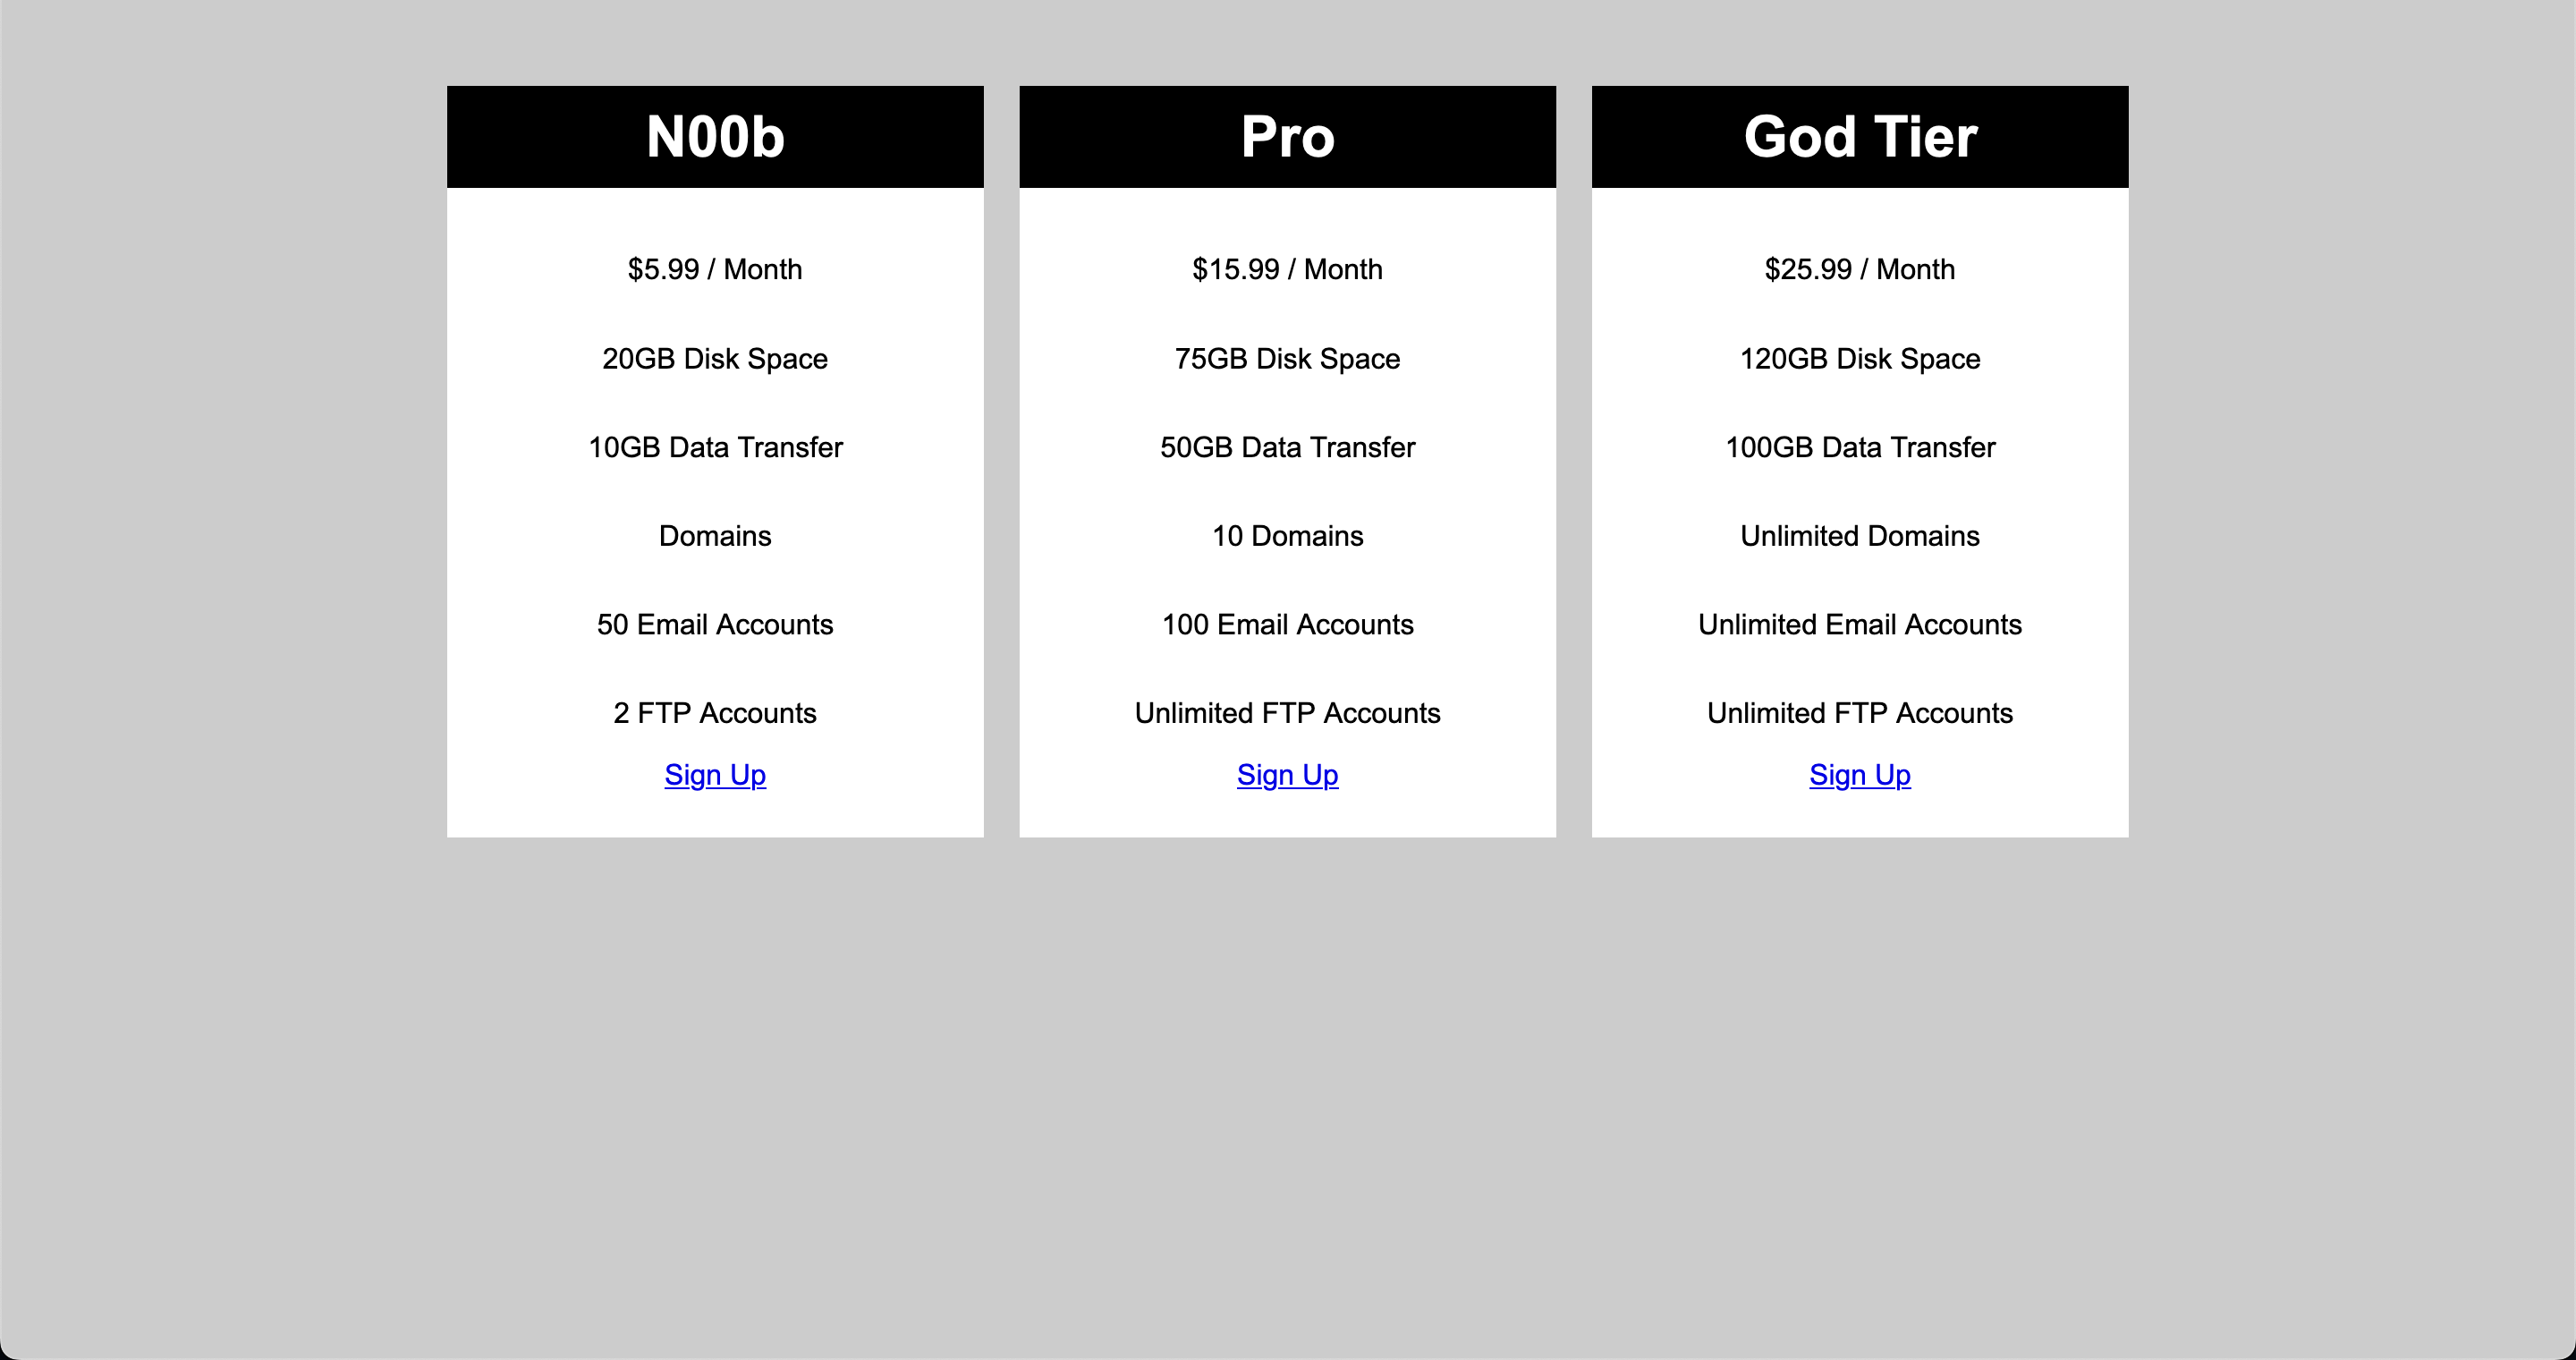 N00b
$5.99 / Month
20GB Disk Space
10GB Data Transfer
Domains
50 Email Accounts
2 FTP Accounts
Sign Up
Pro
$15.99 / Month
75GB Disk Space
50GB Data Transfer
10 Domains
100 Email Accounts
Unlimited FTP Accounts
Sign Up
God Tier
$25.99 / Month
120GB Disk Space
100GB Data Transfer
Unlimited Domains
Unlimited Email Accounts
Unlimited FTP Accounts
Sign Up